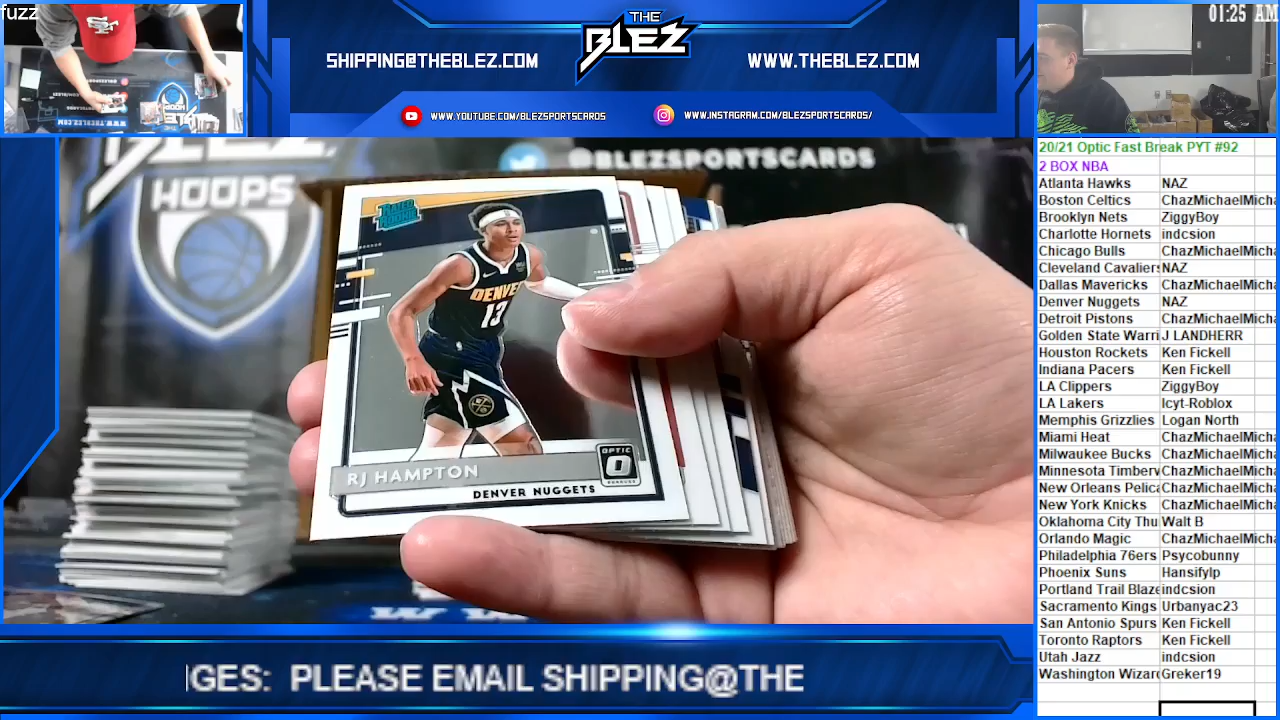 fuzz
THE
BLEZ
SHIPPING@THEBLEZ.COM
WWW.THEBLEZ.COM
WWW.YOUTUBE.COM/BLEZSPORTSCARDS
WWW.INSTAGRAM.COM/BLEZSPORTSCARDS/
01:25 AM
@BLEZSPORTSCARDS
HOOPS
RATED ROOKIE
DENVER
13
OPTIC
RJ HAMPTON
DENVER NUGGETS
20/21 Optic Fast Break PYT #92
2 BOX NBA
Atlanta Hawks NAZ
Boston Celtics ChazMichaelMicha
Brooklyn Nets ZiggyBoy
Charlotte Hornets indcsion
Chicago Bulls ChazMichaelMicha
Cleveland Cavaliers NAZ
Dallas Mavericks ChazMichaelMicha
Denver Nuggets NAZ
Detroit Pistons ChazMichaelMicha
Golden State Warri J LANDHERR
Houston Rockets Ken Fickell
Indiana Pacers Ken Fickell
LA Clippers ZiggyBoy
LA Lakers Icyt-Roblox
Memphis Grizzlies Logan North
Miami Heat ChazMichaelMicha
Milwaukee Bucks ChazMichaelMicha
Minnesota Timberv ChazMichaelMicha
New Orleans Pelica ChazMichaelMicha
New York Knicks ChazMichaelMicha
Oklahoma City Thu Walt B
Orlando Magic ChazMichaelMicha
Philadelphia 76ers Psycobunny
Phoenix Suns Hansifylp
Portland Trail Blaze indcsion
Sacramento Kings Urbanyac23
San Antonio Spurs Ken Fickell
Toronto Raptors Ken Fickell
Utah Jazz indcsion
Washington Wizard Greker19
GES: PLEASE EMAIL SHIPPING@THE